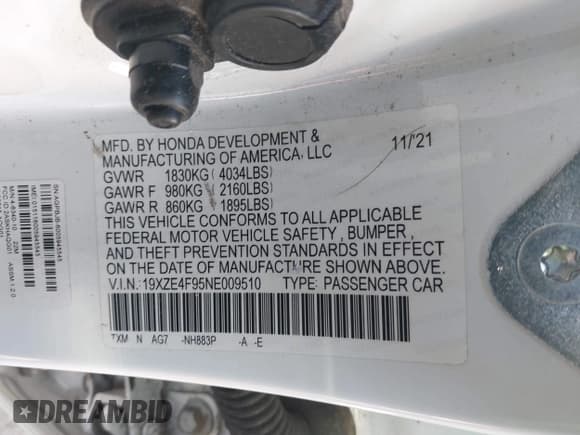 MFD. BY HONDA DEVELOPMENT &
MANUFACTURING OF AMERICA, LLC
11/21
GVWR 1830KG ( 4034LBS)
GAWR F 980KG ( 2160LBS)
GAWR R 860KG ( 1895LBS)
THIS VEHICLE CONFORMS TO ALL APPLICABLE
FEDERAL MOTOR VEHICLE SAFETY , BUMPER ,
AND THEFT PREVENTION STANDARDS IN EFFECT
ON THE DATE OF MANUFACTURE SHOWN ABOVE.
V.I.N.: 19XZE4F95NE009510 TYPE: PASSENGER CAR
TXM N AG7 -NH883P -A -E
DREAMBID